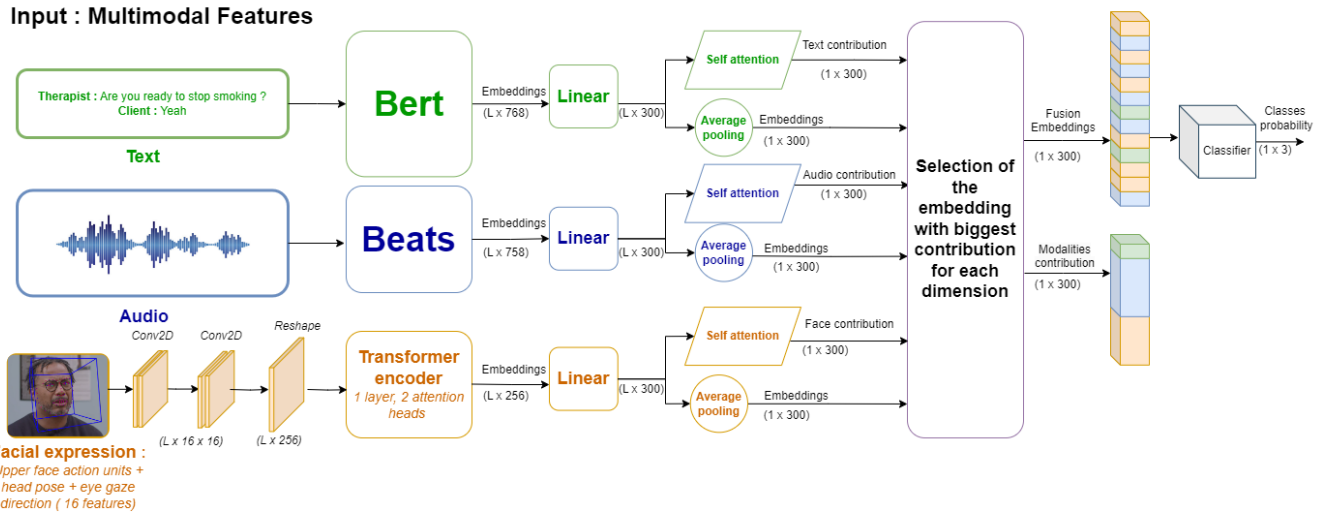 Input : Multimodal Features
Therapist : Are you ready to stop smoking ?
Client : Yeah
Text
Bert
Embeddings
(L x 768)
Linear
(L x 300)
Self attention
Text contribution
(1 x 300)
Average
pooling
Embeddings
(1 x 300)
Audio
Beats
Embeddings
(L x 758)
Linear
(L x 300)
Self attention
Audio contribution
(1 x 300)
Average
pooling
Embeddings
(1 x 300)
acial expression :
Upper face action units +
head pose + eye gaze
direction ( 16 features)
Conv2D
Conv2D
(L x 16 x 16)
Reshape
(L x 256)
Transformer
encoder
1 layer, 2 attention
heads
Embeddings
(L x 256)
Linear
(L x 300)
Self attention
Face contribution
(1 x 300)
Average
pooling
Embeddings
(1 x 300)
Selection of
the
embedding
with biggest
contribution
for each
dimension
Fusion
Embeddings
(1 x 300)
Modalities
contribution
(1 x 300)
Classifier
Classes
probability
(1 x 3)